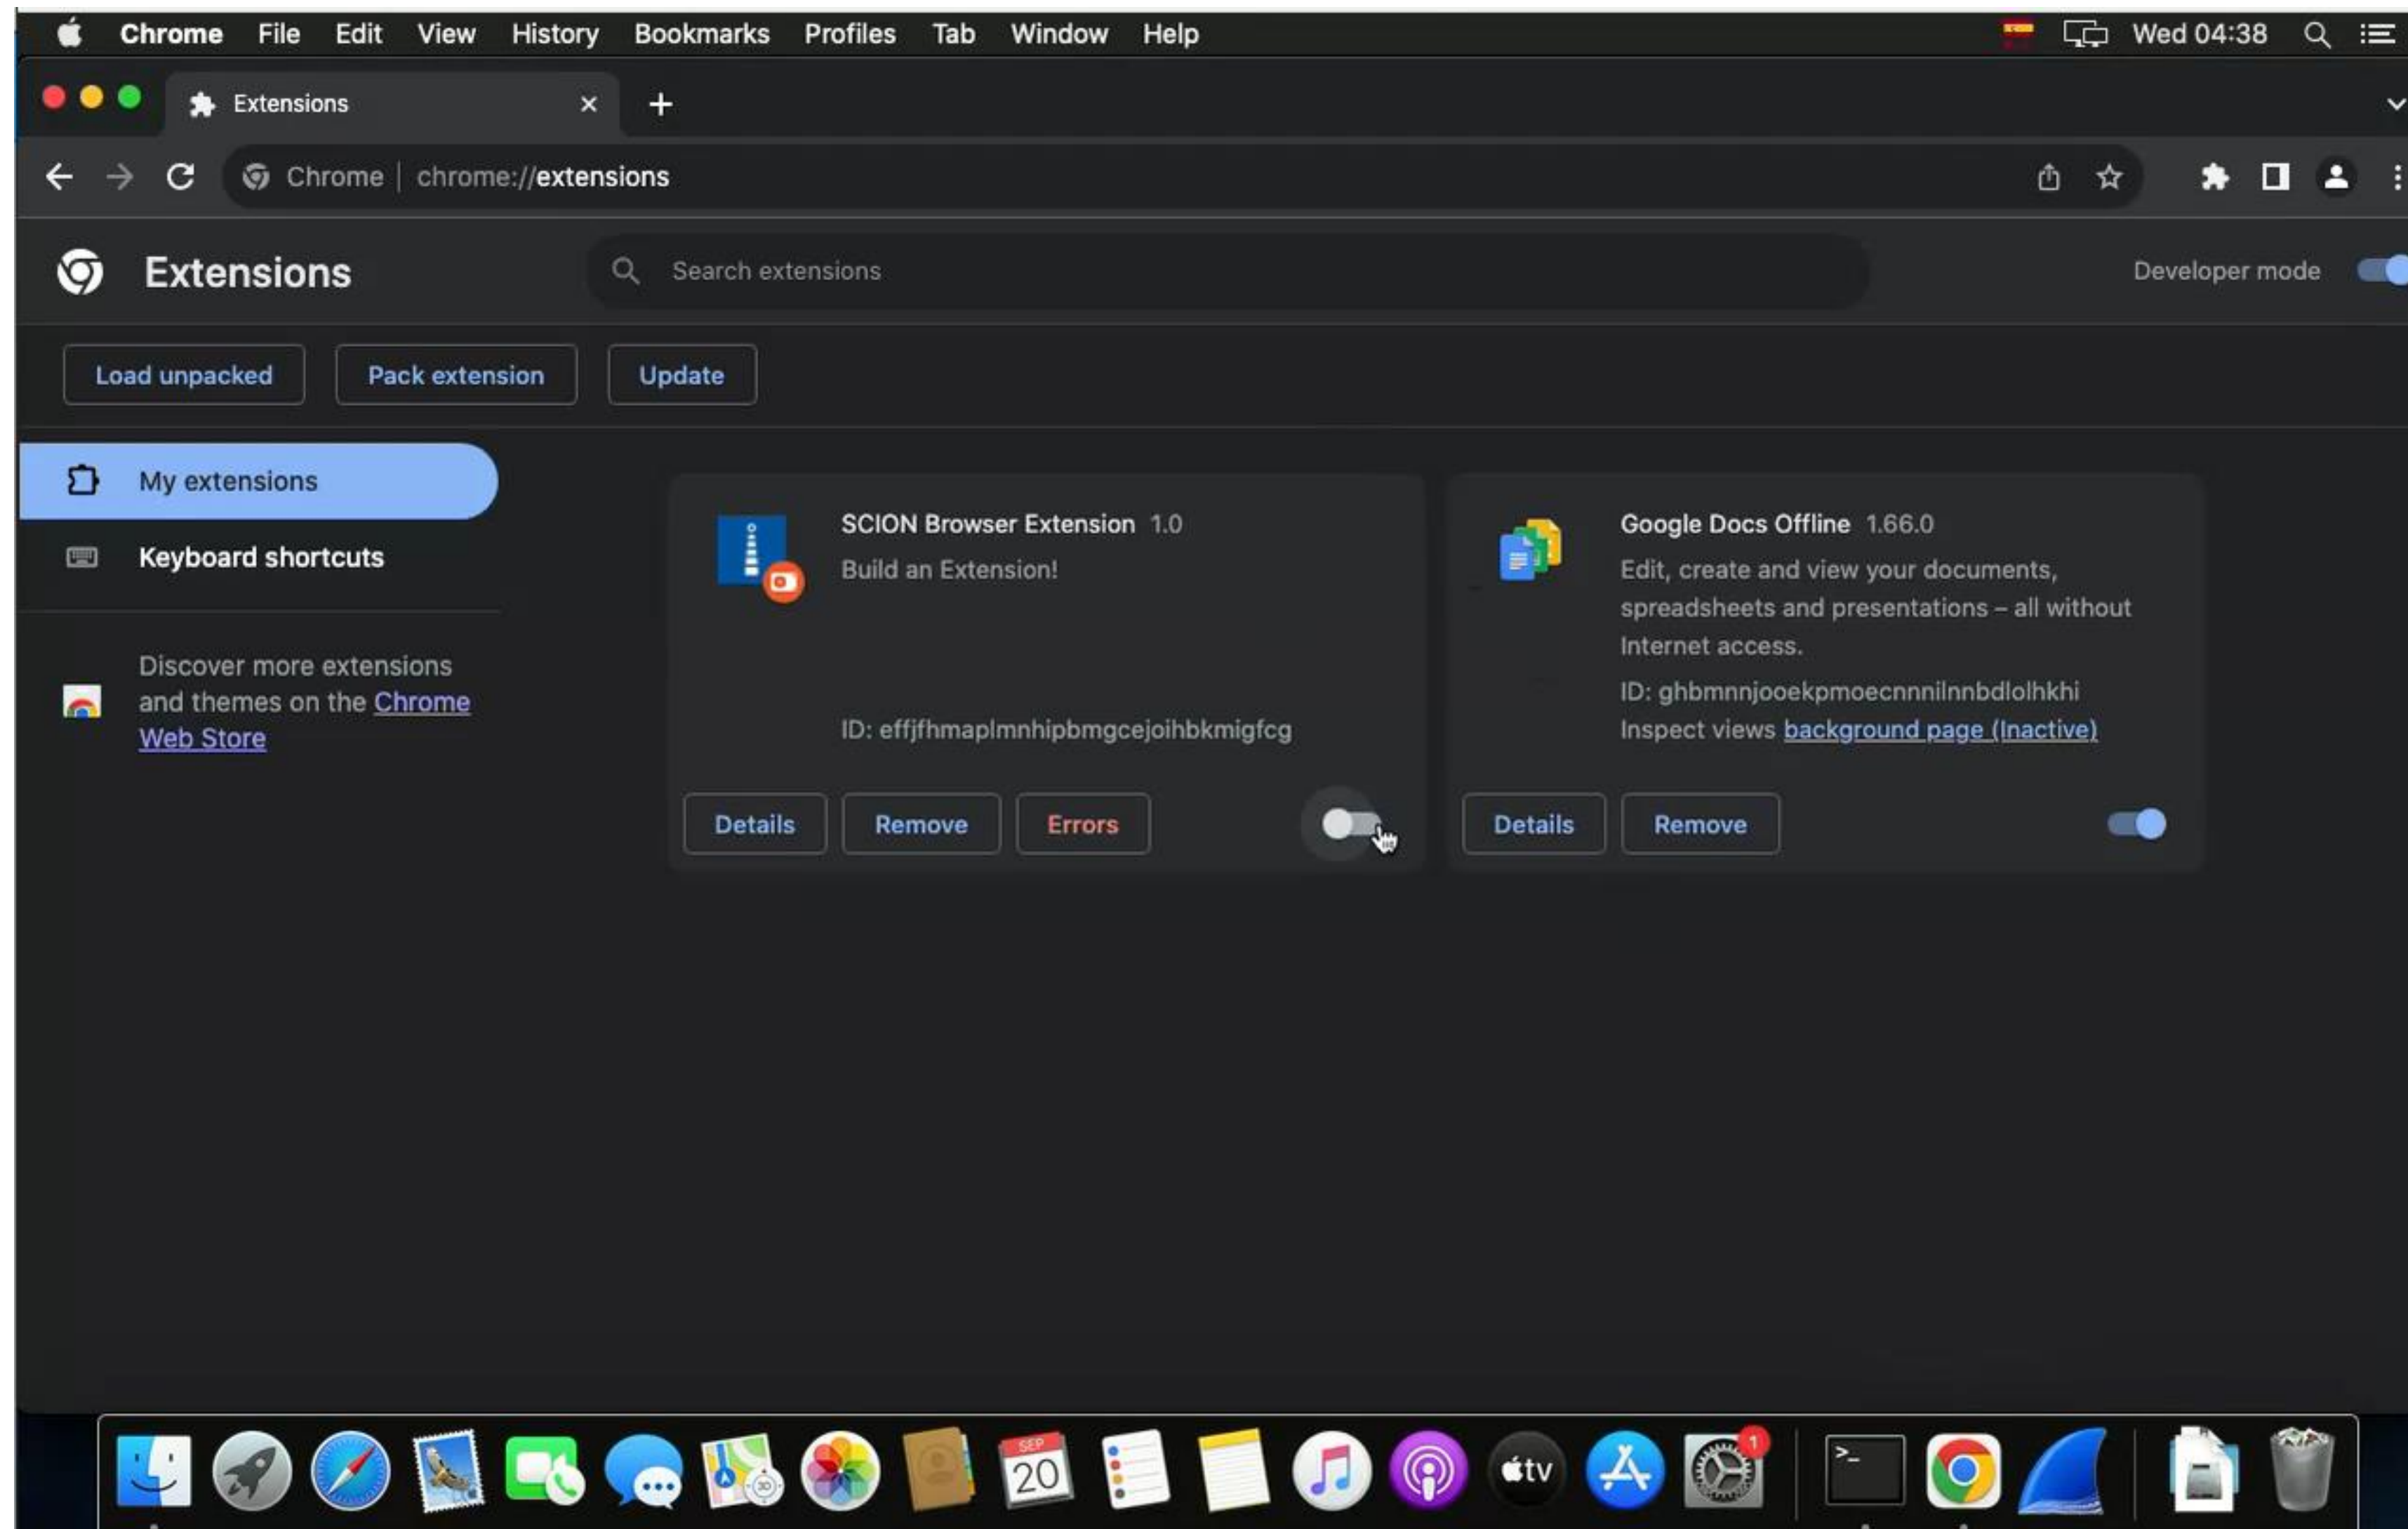 Chrome File Edit View History Bookmarks Profiles Tab Window Help Wed 04:38
Extensions
Chrome | chrome://extensions
Extensions Search extensions Developer mode
Load unpacked Pack extension Update
My extensions
Keyboard shortcuts
Discover more extensions
and themes on the Chrome
Web Store
SCION Browser Extension 1.0
Build an Extension!
ID: effjfhmaplmnhipbmgcejoihbkmigfcg
Details Remove Errors
Google Docs Offline 1.66.0
Edit, create and view your documents,
spreadsheets and presentations – all without
Internet access.
ID: ghbmnnjooekpmoecnnnilnnbdlolhkhi
Inspect views background page (Inactive)
Details Remove
SEP
20
3D
tv
1
>_